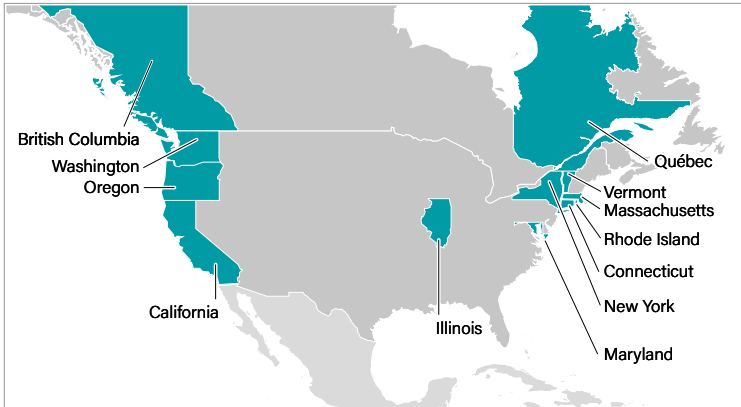 British Columbia
Washington
Oregon
California
Illinois
Québec
Vermont
Massachusetts
Rhode Island
Connecticut
New York
Maryland